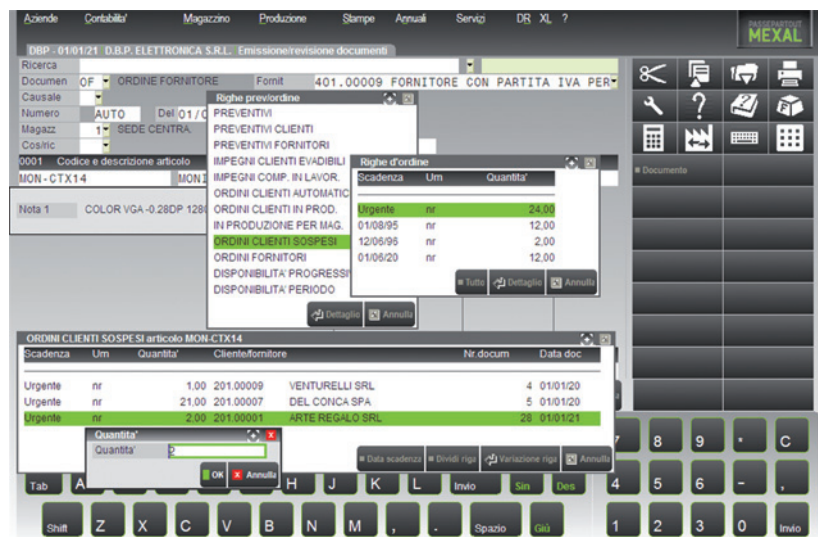 Aziende Contabilita' Magazzino Produzione Stampe Annuali Servizi DR XL ?
PASSEPARTOUT
MEXAL
DBP - 01/01/21 D.B.P. ELETTRONICA S.R.L. Emissione/revisione documenti
Ricerca
Documen OF ORDINE FORNITORE Fornit 401.00009 FORNITORE CON PARTITA IVA PER
Causale
Numero AUTO Del 01/0
Magazz 1 SEDE CENTRA
Cos/ric
0001 Codice e descrizione articolo
MON-CTX14 MONI
Nota 1 COLOR VGA -0.28DP 1280
Righe prev/ordine
PREVENTIVI
PREVENTIVI CLIENTI
PREVENTIVI FORNITORI
IMPEGNI CLIENTI EVADIBILI
IMPEGNI COMP. IN LAVOR.
ORDINI CLIENTI AUTOMATIC
ORDINI CLIENTI IN PROD.
IN PRODUZIONE PER MAG.
ORDINI CLIENTI SOSPESI
ORDINI FORNITORI
DISPONIBILITA' PROGRESSI
DISPONIBILITA' PERIODO
Dettaglio Annulla
Righe d'ordine
Scadenza Um Quantita'
Urgente nr 24,00
01/08/95 nr 12,00
12/06/96 nr 2,00
01/06/20 nr 12,00
Tutte Dettaglio Annulla
Documento
ORDINI CLIENTI SOSPESI articolo MON-CTX14
Scadenza Um Quantita' Cliente/fornitore Nr.docum Data doc
Urgente nr 1,00 201.00009 VENTURELLI SRL 4 01/01/20
Urgente nr 21,00 201.00007 DEL CONCA SPA 5 01/01/20
Urgente nr 2,00 201.00001 ARTE REGALO SRL 28 01/01/21
Data scadenza Dividi riga Variazione riga Annulla
Quantita'
Quantita' 2
OK Annulla
7 8 9 * C
Tab A H J K L Invio Sin Des 4 5 6 - ,
Shift Z X C V B N M , . Spazio Giù 1 2 3 0 Invio